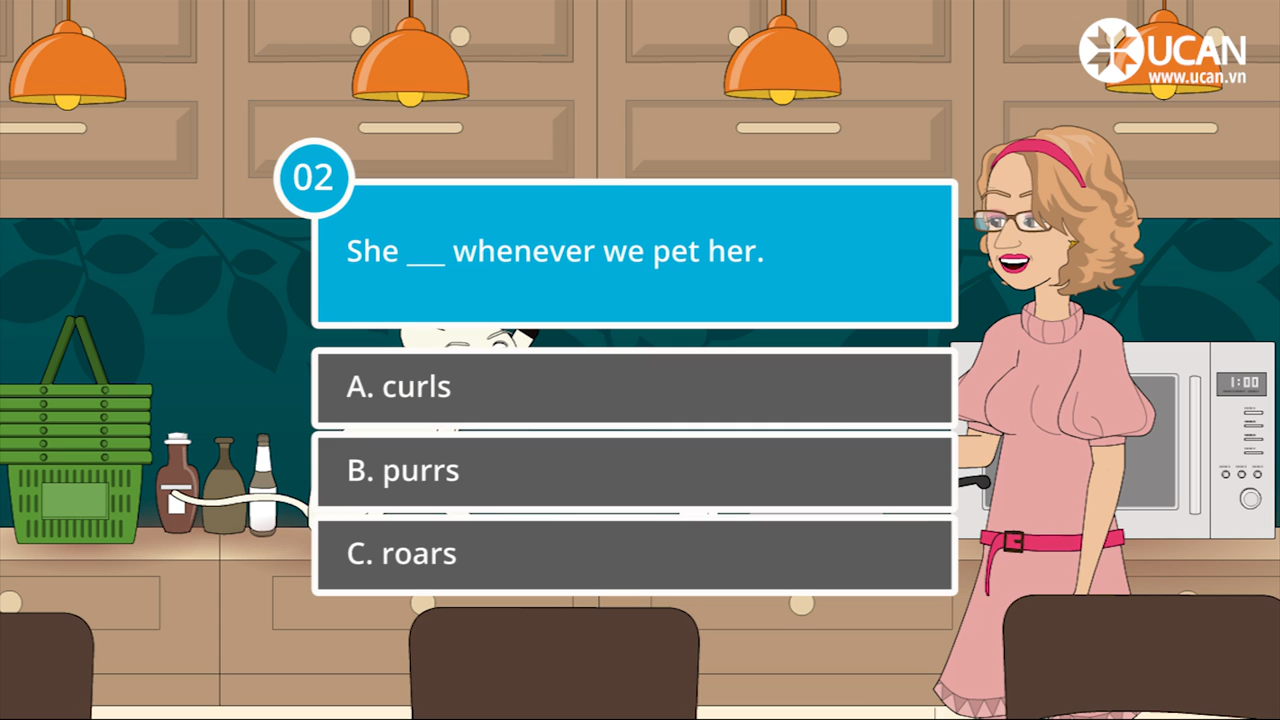 UCAN
www.ucan.vn
02
She ___ whenever we pet her.
A. curls
B. purrs
C. roars
1:00